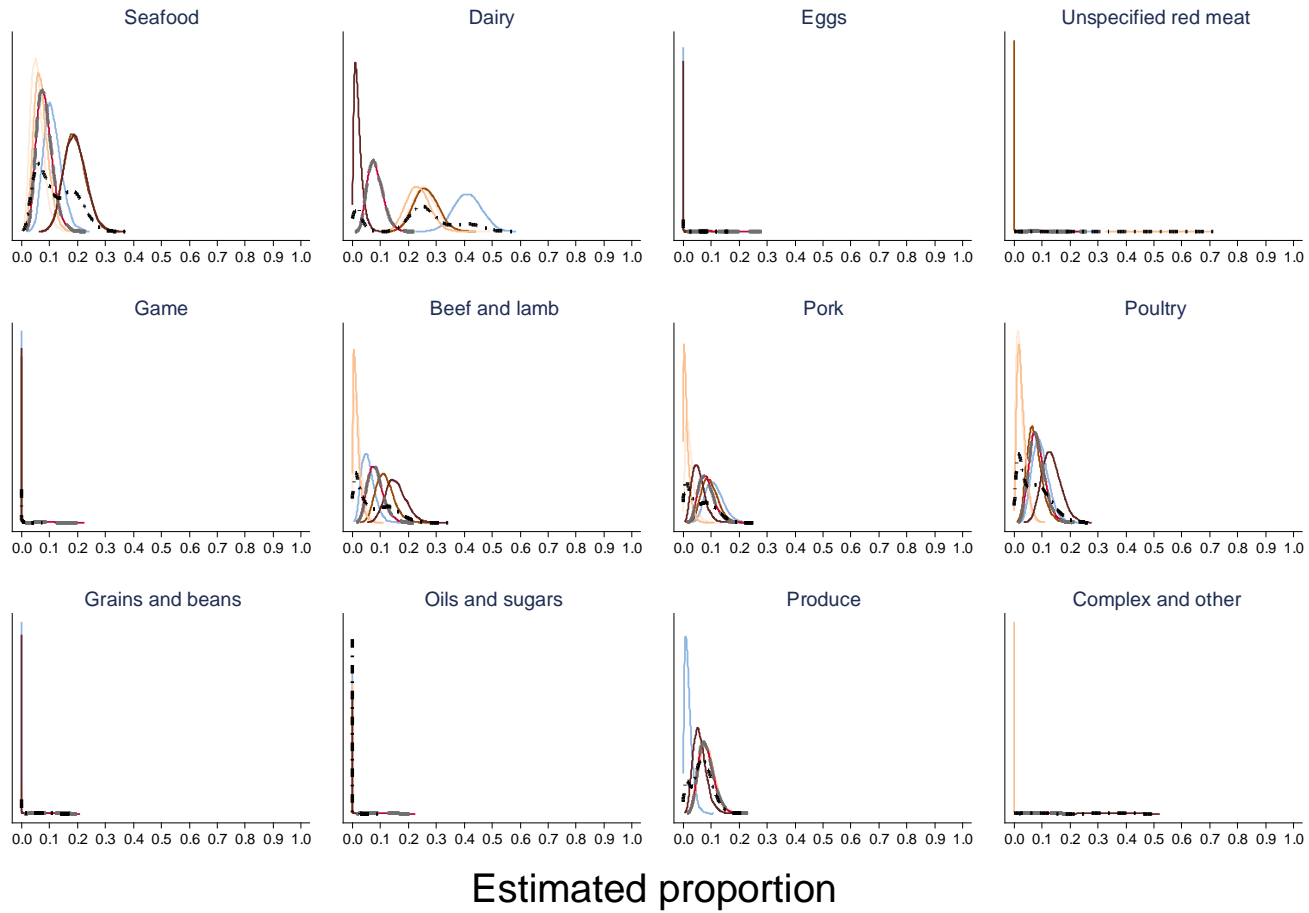 Seafood Dairy Eggs Unspecified red meat
0.0 0.1 0.2 0.3 0.4 0.5 0.6 0.7 0.8 0.9 1.0 0.0 0.1 0.2 0.3 0.4 0.5 0.6 0.7 0.8 0.9 1.0 0.0 0.1 0.2 0.3 0.4 0.5 0.6 0.7 0.8 0.9 1.0 0.0 0.1 0.2 0.3 0.4 0.5 0.6 0.7 0.8 0.9 1.0
Game Beef and lamb Pork Poultry
0.0 0.1 0.2 0.3 0.4 0.5 0.6 0.7 0.8 0.9 1.0 0.0 0.1 0.2 0.3 0.4 0.5 0.6 0.7 0.8 0.9 1.0 0.0 0.1 0.2 0.3 0.4 0.5 0.6 0.7 0.8 0.9 1.0 0.0 0.1 0.2 0.3 0.4 0.5 0.6 0.7 0.8 0.9 1.0
Grains and beans Oils and sugars Produce Complex and other
0.0 0.1 0.2 0.3 0.4 0.5 0.6 0.7 0.8 0.9 1.0 0.0 0.1 0.2 0.3 0.4 0.5 0.6 0.7 0.8 0.9 1.0 0.0 0.1 0.2 0.3 0.4 0.5 0.6 0.7 0.8 0.9 1.0 0.0 0.1 0.2 0.3 0.4 0.5 0.6 0.7 0.8 0.9 1.0
Estimated proportion